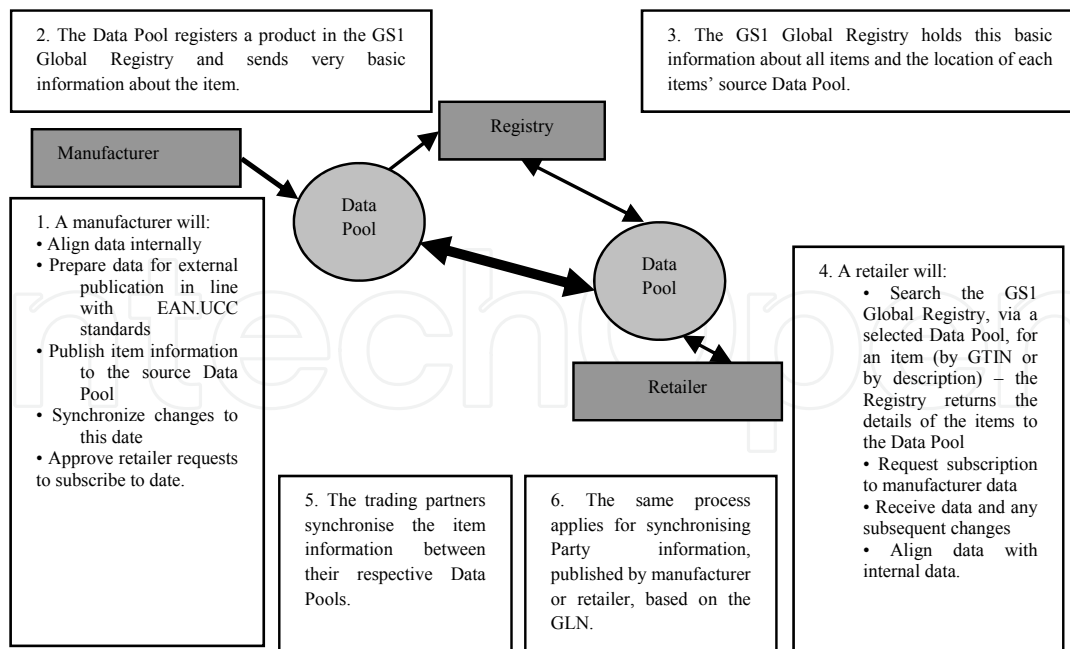 2. The Data Pool registers a product in the GS1
Global Registry and sends very basic
information about the item.
3. The GS1 Global Registry holds this basic
information about all items and the location of each
items’ source Data Pool.
Manufacturer
Registry
Data
Pool
Data
Pool
Retailer
1. A manufacturer will:
• Align data internally
• Prepare data for external
publication in line
with EAN.UCC
standards
• Publish item information
to the source Data
Pool
• Synchronize changes to
this date
• Approve retailer requests
to subscribe to date.
4. A retailer will:
• Search the GS1
Global Registry, via a
selected Data Pool, for
an item (by GTIN or
by description) – the
Registry returns the
details of the items to
the Data Pool
• Request subscription
to manufacturer data
• Receive data and any
subsequent changes
• Align data with
internal data.
5. The trading partners
synchronise the item
information between
their respective Data
Pools.
6. The same process
applies for synchronising
Party information,
published by manufacturer
or retailer, based on the
GLN.